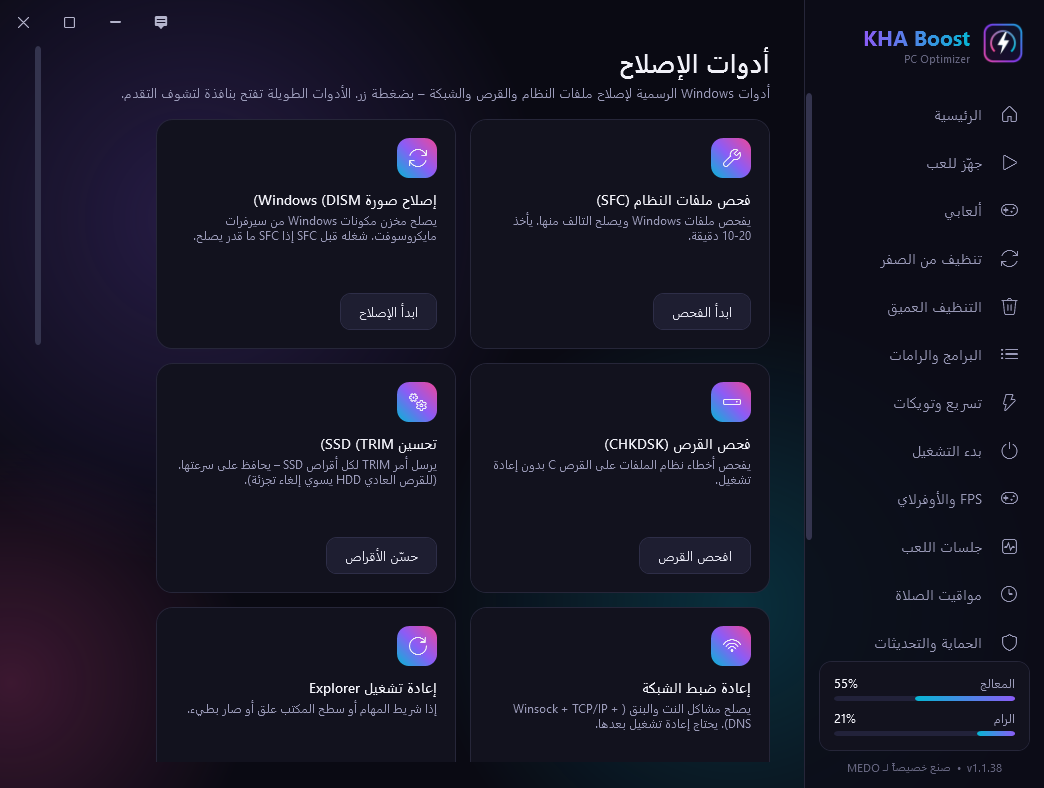 KHA Boost
PC Optimizer
الرئيسية
جهّز للعب
ألعابي
تنظيف من الصفر
التنظيف العميق
البرامج والرامات
تسريع وتويكات
بدء التشغيل
FPS والأوفرلاي
جلسات اللعب
مواقيت الصلاة
الحماية والتحديثات
المعالج 55%
الرام 21%
صنع خصيصاً لـ MEDO • v1.1.38
أدوات الإصلاح
أدوات Windows الرسمية لإصلاح ملفات النظام والقرص والشبكة – بضغطة زر. الأدوات الطويلة تفتح بنافذة لتشوف التقدم.
فحص ملفات النظام (SFC)
يفحص ملفات Windows ويصلح التالف منها. يأخذ
10-20 دقيقة.
ابدأ الفحص
إصلاح صورة Windows (DISM)
يصلح مخزن مكونات Windows من سيرفرات
مايكروسوفت. شغله قبل SFC إذا SFC ما قدر يصلح.
ابدأ الإصلاح
فحص القرص (CHKDSK)
يفحص أخطاء نظام الملفات على القرص C بدون إعادة
تشغيل.
افحص القرص
تحسين SSD (TRIM)
يرسل أمر TRIM لكل أقراص SSD – يحافظ على سرعتها.
(للقرص العادي HDD يسوي إلغاء تجزئة).
حسّن الأقراص
إعادة ضبط الشبكة
يصلح مشاكل النت والبنق (Winsock + TCP/IP +
DNS). يحتاج إعادة تشغيل بعدها.
إعادة تشغيل Explorer
إذا شريط المهام أو سطح المكتب علق أو صار بطيء.